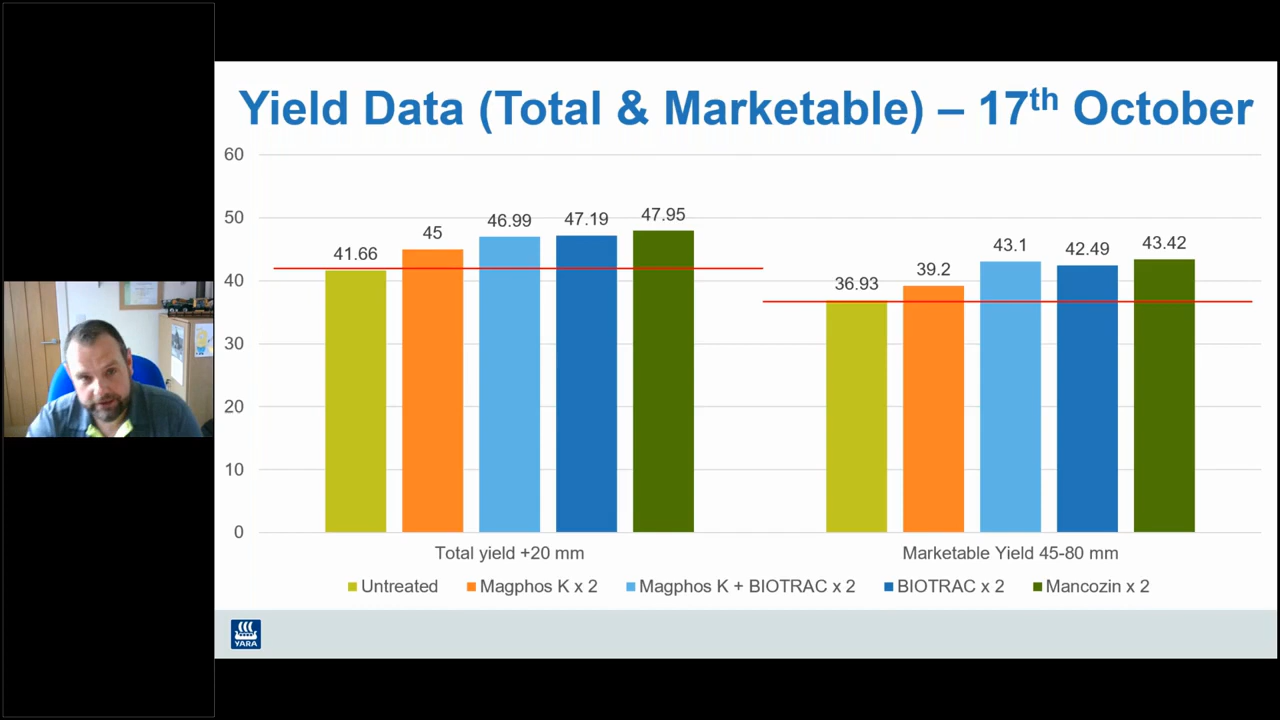 Yield Data (Total & Marketable) – 17th October
60
50
40
30
20
10
0
41.66
45
46.99
47.19
47.95
36.93
39.2
43.1
42.49
43.42
Total yield +20 mm
Marketable Yield 45-80 mm
Untreated
Magphos K x 2
Magphos K + BIOTRAC x 2
BIOTRAC x 2
Mancozin x 2
YARA